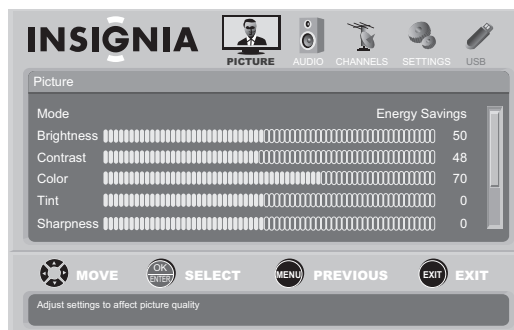 INSIGNIA
PICTURE AUDIO CHANNELS SETTINGS USB
Picture
Mode Energy Savings
Brightness 50
Contrast 48
Color 70
Tint 0
Sharpness 0
MOVE OK ENTER SELECT MENU PREVIOUS EXIT EXIT
Adjust settings to affect picture quality